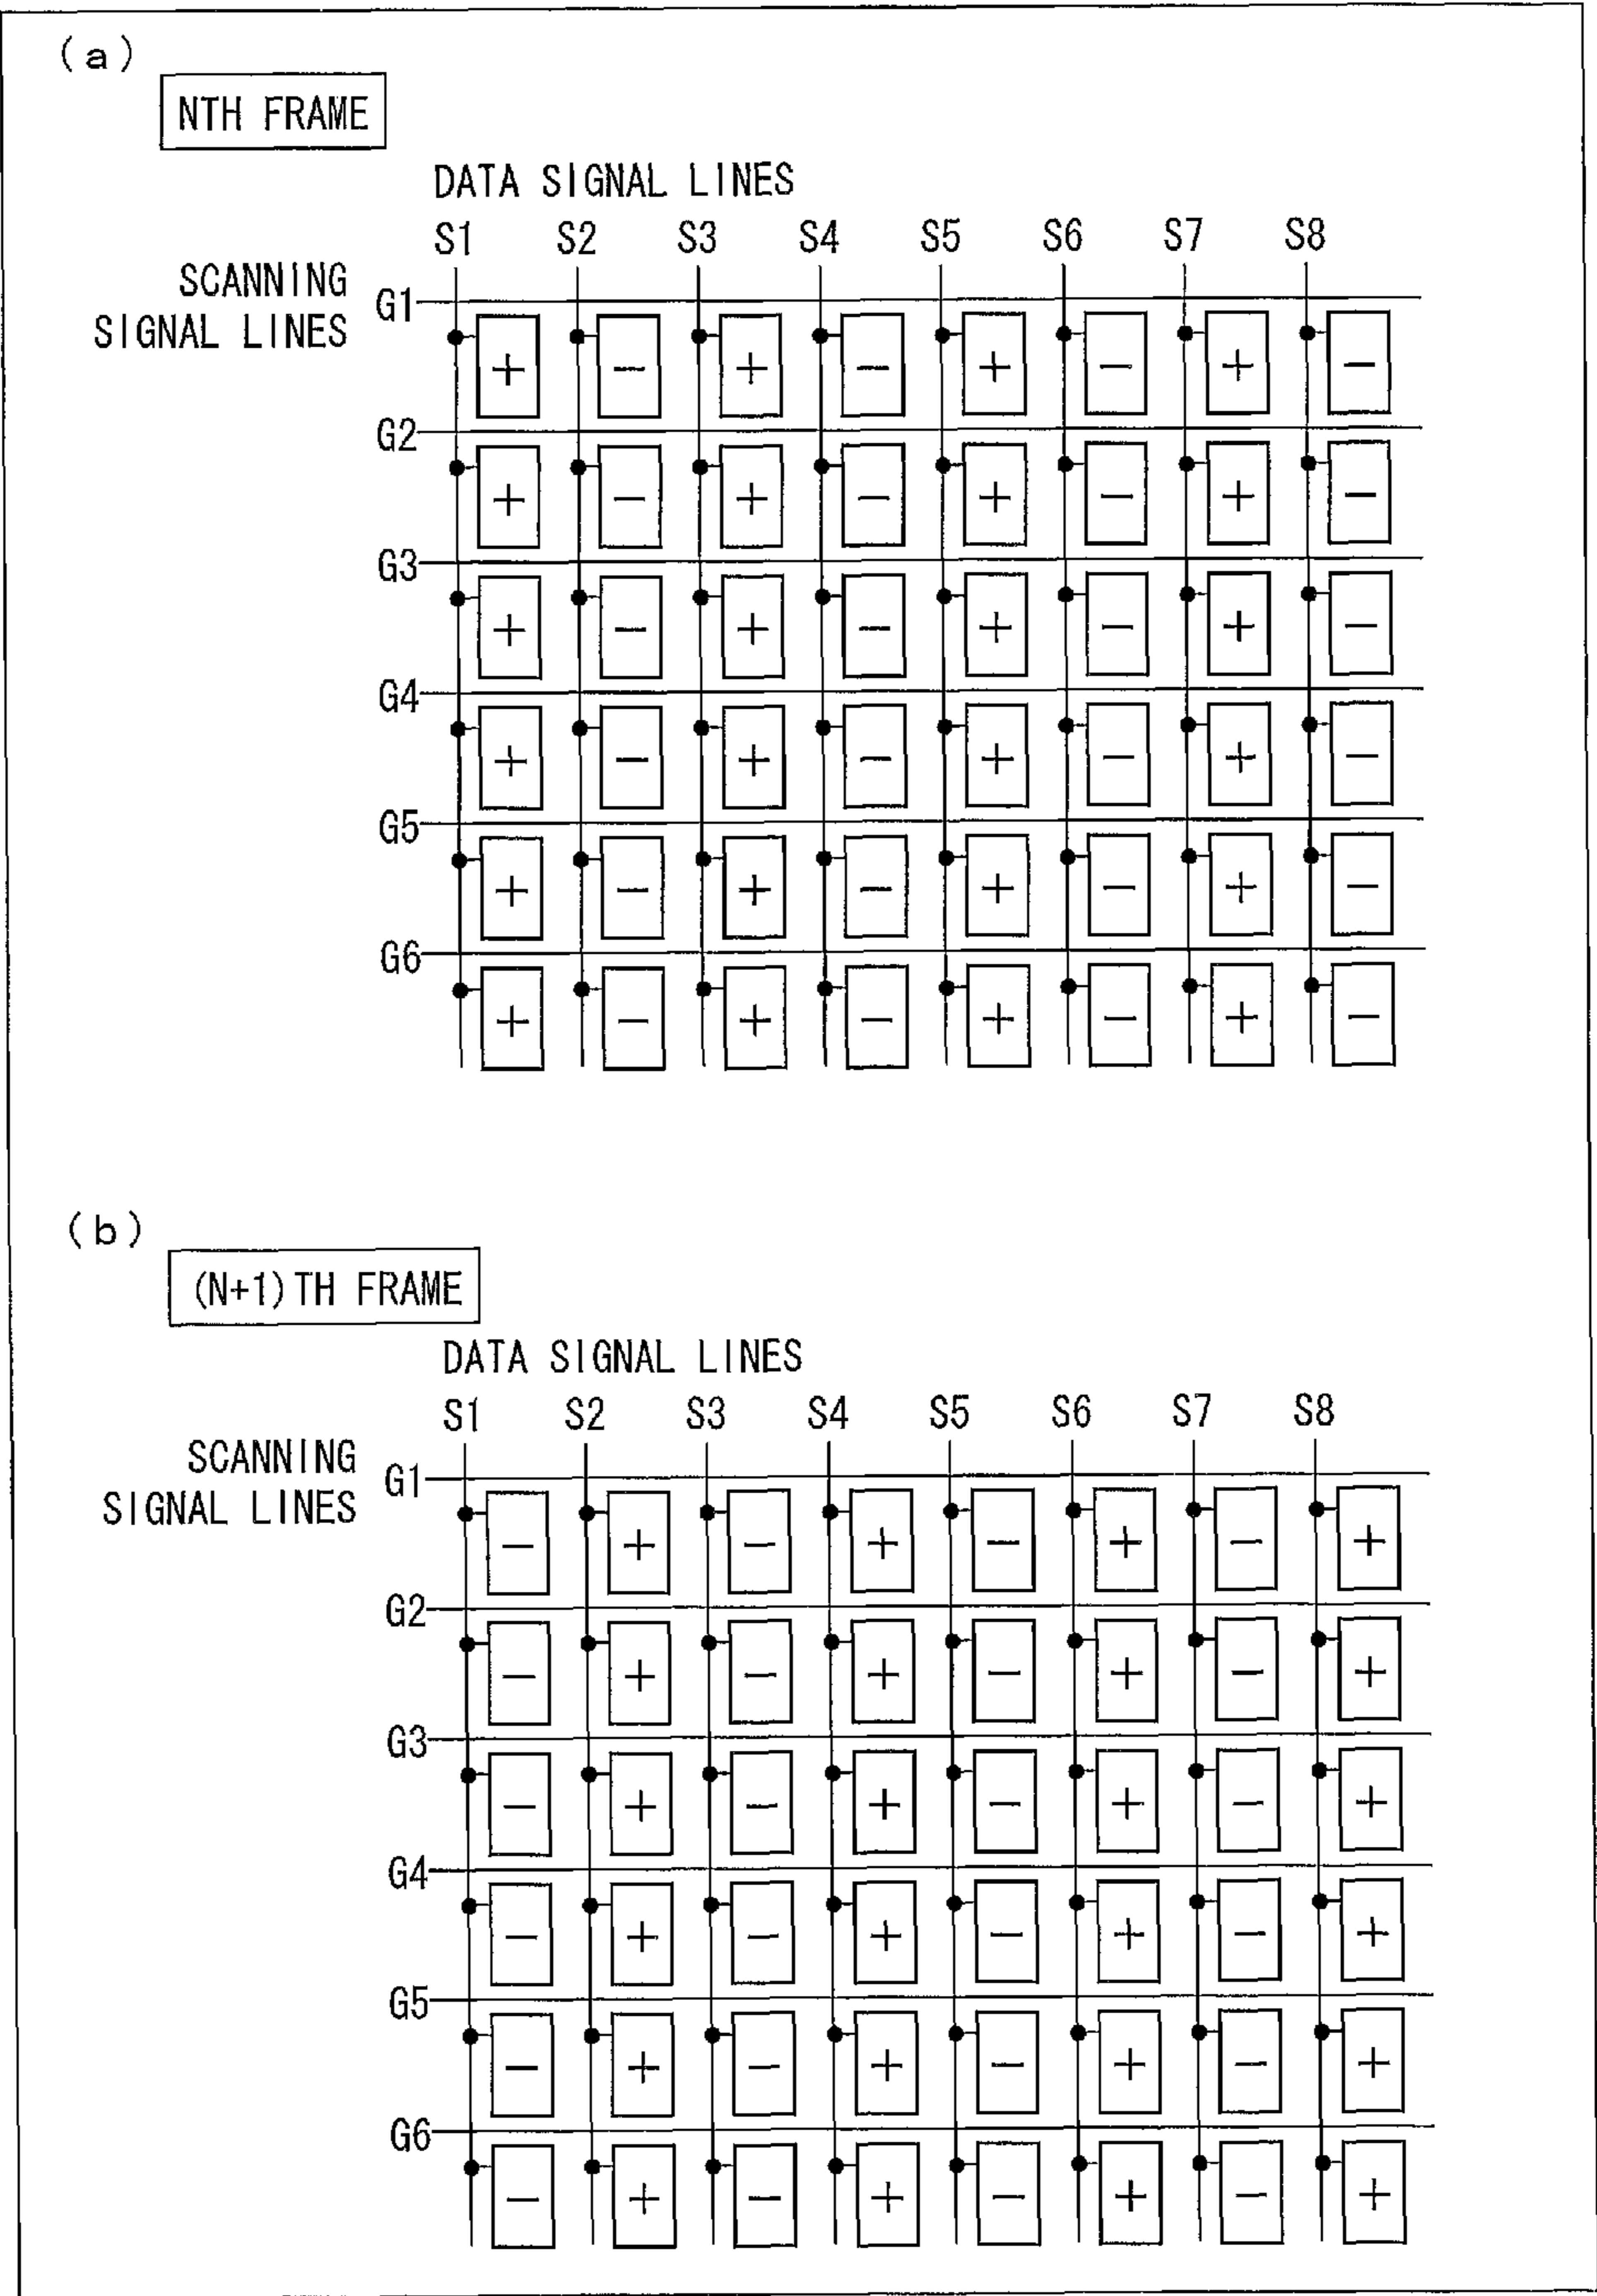 (a)
NTH FRAME
DATA SIGNAL LINES
S1 S2 S3 S4 S5 S6 S7 S8
SCANNING
SIGNAL LINES
G1
+ − + − + − + −
G2
+ − + − + − + −
G3
+ − + − + − + −
G4
+ − + − + − + −
G5
+ − + − + − + −
G6
+ − + − + − + −
(b)
(N+1)TH FRAME
DATA SIGNAL LINES
S1 S2 S3 S4 S5 S6 S7 S8
SCANNING
SIGNAL LINES
G1
− + − + − + − +
G2
− + − + − + − +
G3
− + − + − + − +
G4
− + − + − + − +
G5
− + − + − + − +
G6
− + − + − + − +